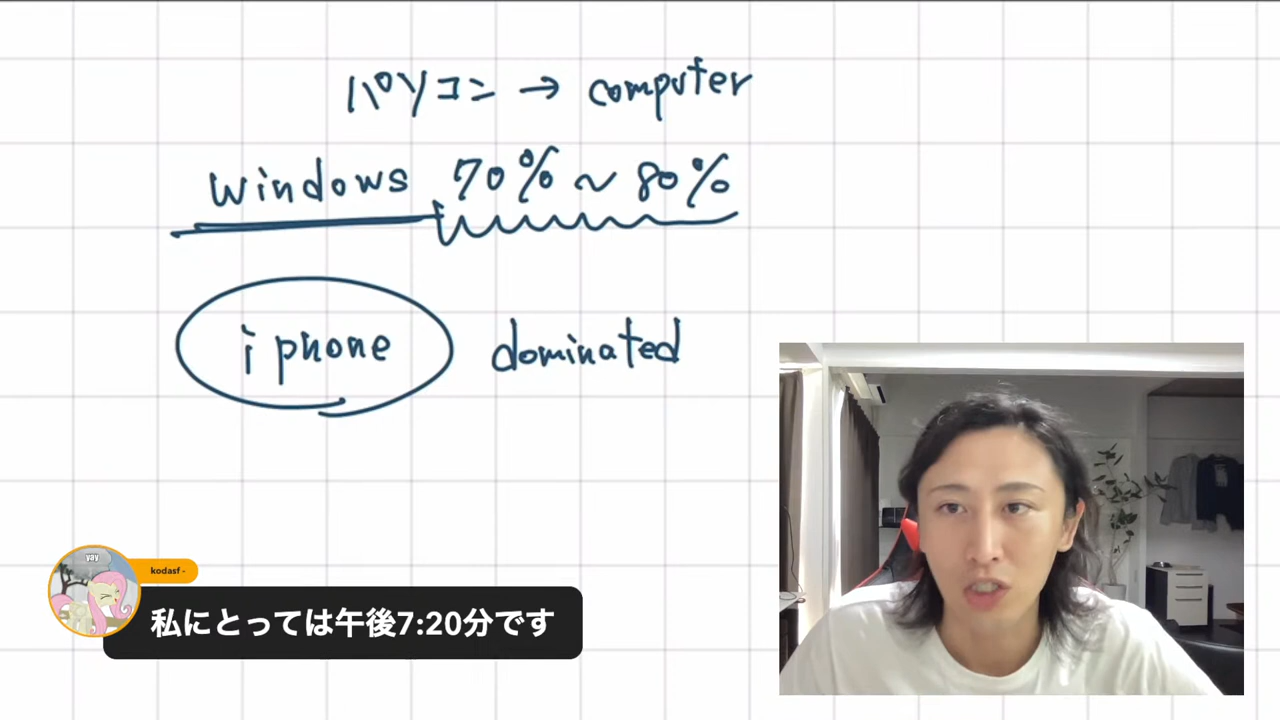 パソコン → computer
windows 70% ~ 80%
iphone dominated
yay
kodasf -
私にとっては午後7:20分です